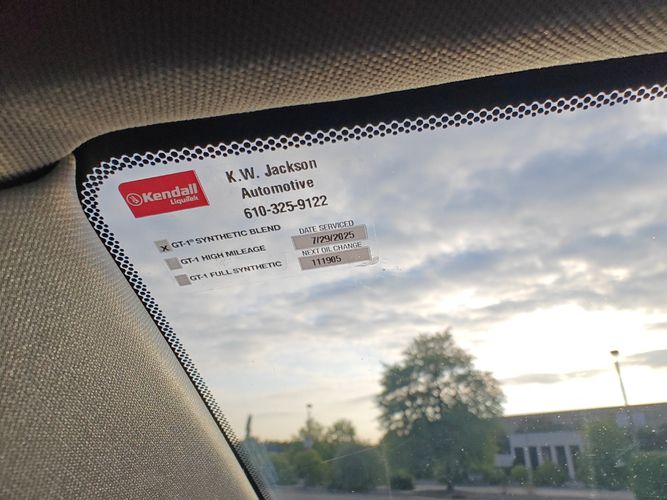 Kendall
LiquiTek
K.W. Jackson
Automotive
610-325-9122
X GT-1® SYNTHETIC BLEND
GT-1 HIGH MILEAGE
GT-1 FULL SYNTHETIC
DATE SERVICED
7/29/2025
NEXT OIL CHANGE
111905